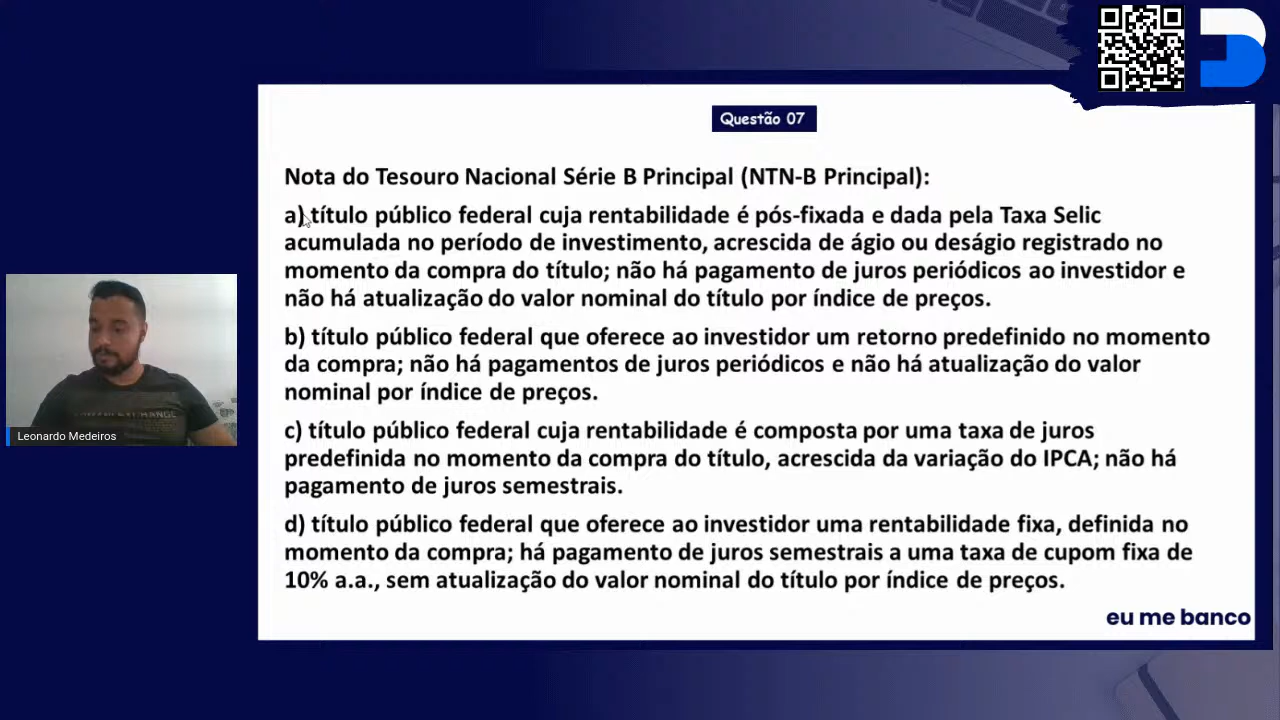 Questão 07
Nota do Tesouro Nacional Série B Principal (NTN-B Principal):
a) título público federal cuja rentabilidade é pós-fixada e dada pela Taxa Selic
acumulada no período de investimento, acrescida de ágio ou deságio registrado no
momento da compra do título; não há pagamento de juros periódicos ao investidor e
não há atualização do valor nominal do título por índice de preços.
b) título público federal que oferece ao investidor um retorno predefinido no momento
da compra; não há pagamentos de juros periódicos e não há atualização do valor
nominal por índice de preços.
c) título público federal cuja rentabilidade é composta por uma taxa de juros
predefinida no momento da compra do título, acrescida da variação do IPCA; não há
pagamento de juros semestrais.
d) título público federal que oferece ao investidor uma rentabilidade fixa, definida no
momento da compra; há pagamento de juros semestrais a uma taxa de cupom fixa de
10% a.a., sem atualização do valor nominal do título por índice de preços.
eu me banco
Leonardo Medeiros